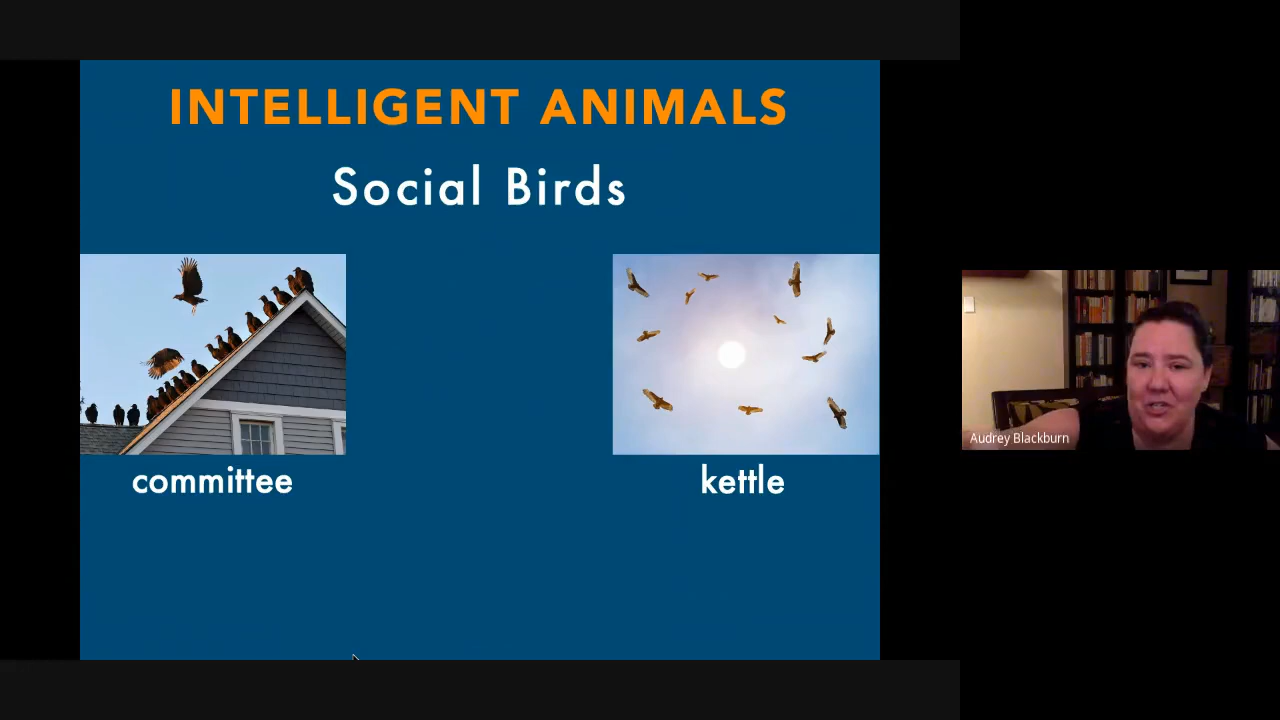 INTELLIGENT ANIMALS
Social Birds
committee
kettle
Audrey Blackburn